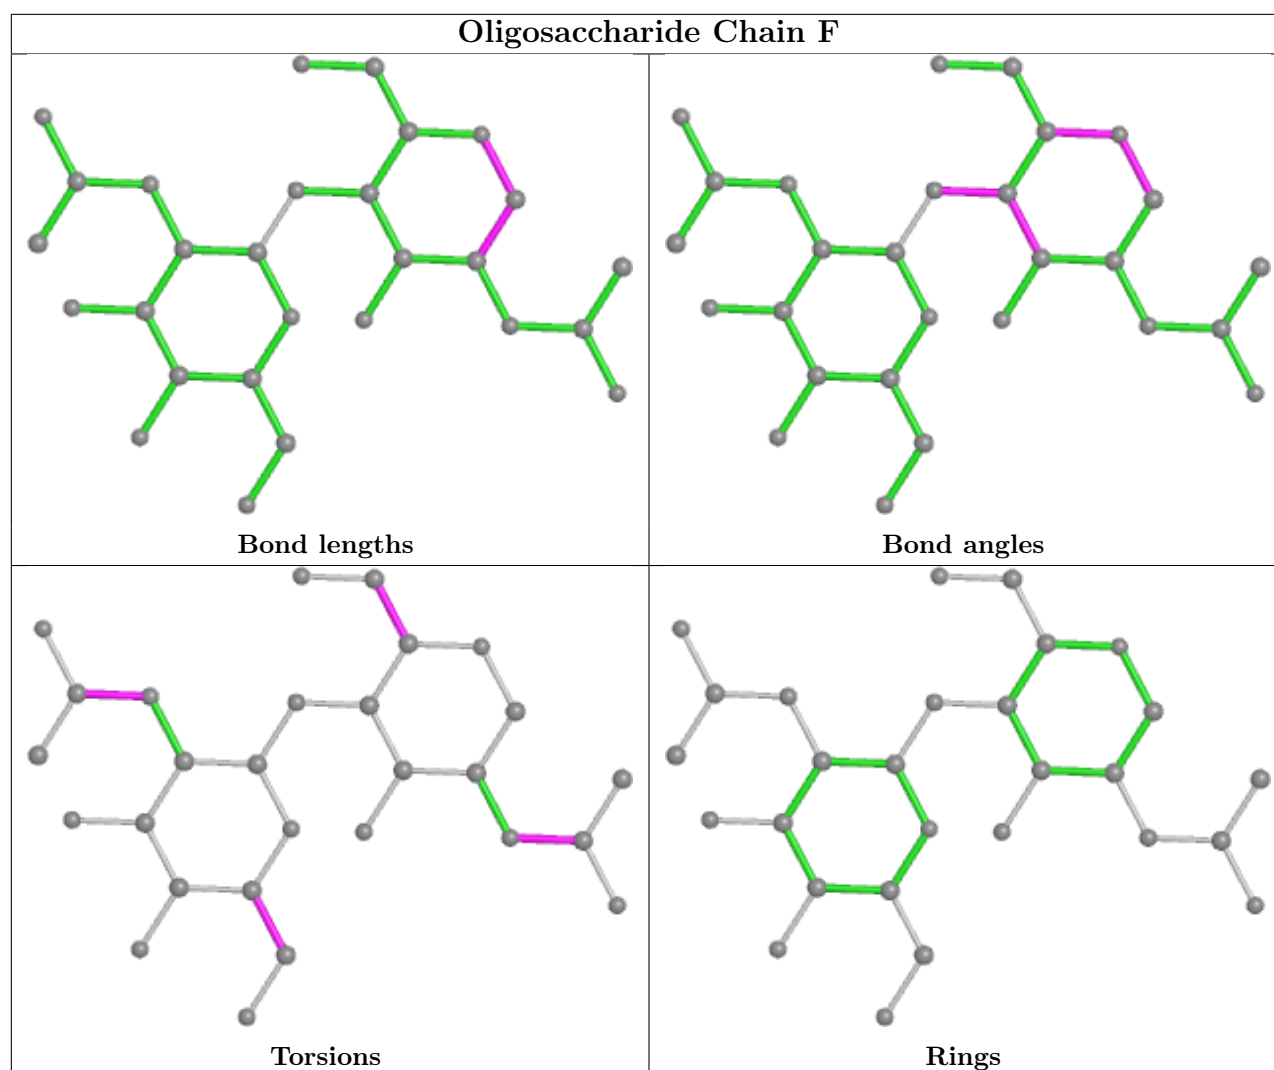 Oligosaccharide Chain F
Bond lengths
Bond angles
Torsions
Rings